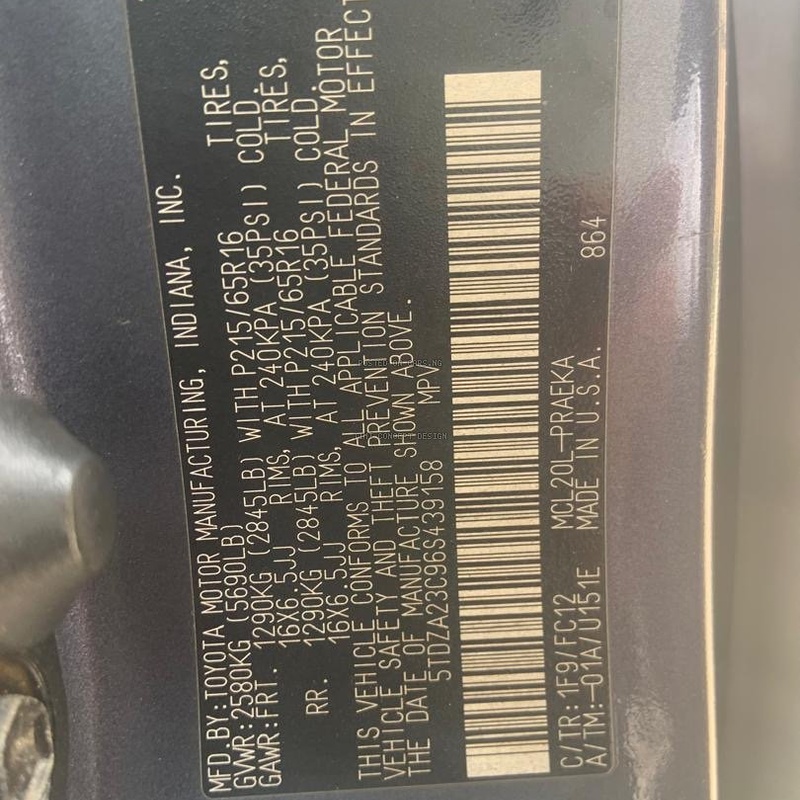 MFD.BY:TOYOTA MOTOR MANUFACTURING, INDIANA, INC.
GVWR:2580KG (5690LB)
GAWR:FRT. 1290KG (2845LB) WITH P215/65R16 TIRES,
16X6.5JJ RIMS, AT 240KPA (35PSI) COLD
RR. 1290KG (2845LB) WITH P215/65R16 TIRES,
16X6.5JJ RIMS, AT 240KPA (35PSI) COLD
THIS VEHICLE CONFORMS TO ALL APPLICABLE FEDERAL MOTOR
VEHICLE SAFETY AND THEFT PREVENTION STANDARDS IN EFFECT
THE DATE OF MANUFACTURE SHOWN ABOVE.
5TDZA23C96S439158 MPV
C/TR:1F9/FC12 MCL20L-PRAEKA 864
A/TM:-01A/U151E MADE IN U.S.A.
POSTED ON CARS.NG